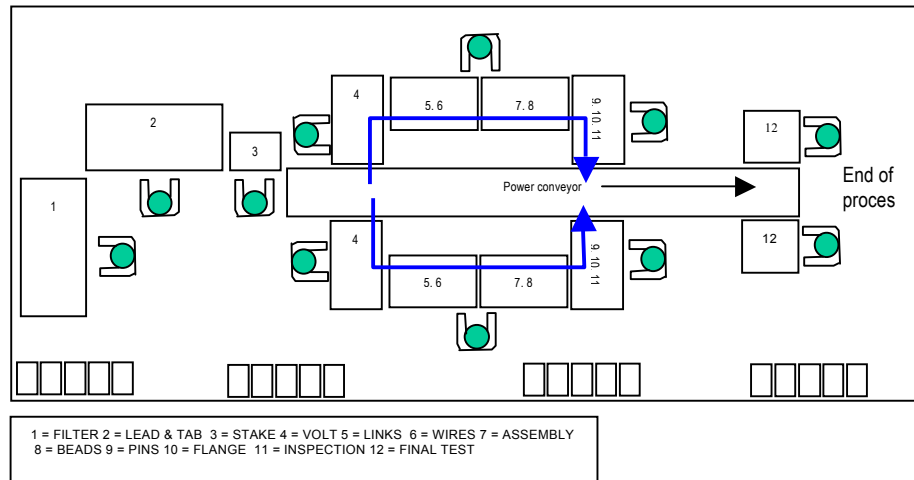 4
5. 6
7. 8
9. 10. 11
2
12
3
1
Power conveyor
End of
proces
4
5. 6
7. 8
9. 10. 11
12
1 = FILTER 2 = LEAD & TAB 3 = STAKE 4 = VOLT 5 = LINKS 6 = WIRES 7 = ASSEMBLY
8 = BEADS 9 = PINS 10 = FLANGE 11 = INSPECTION 12 = FINAL TEST